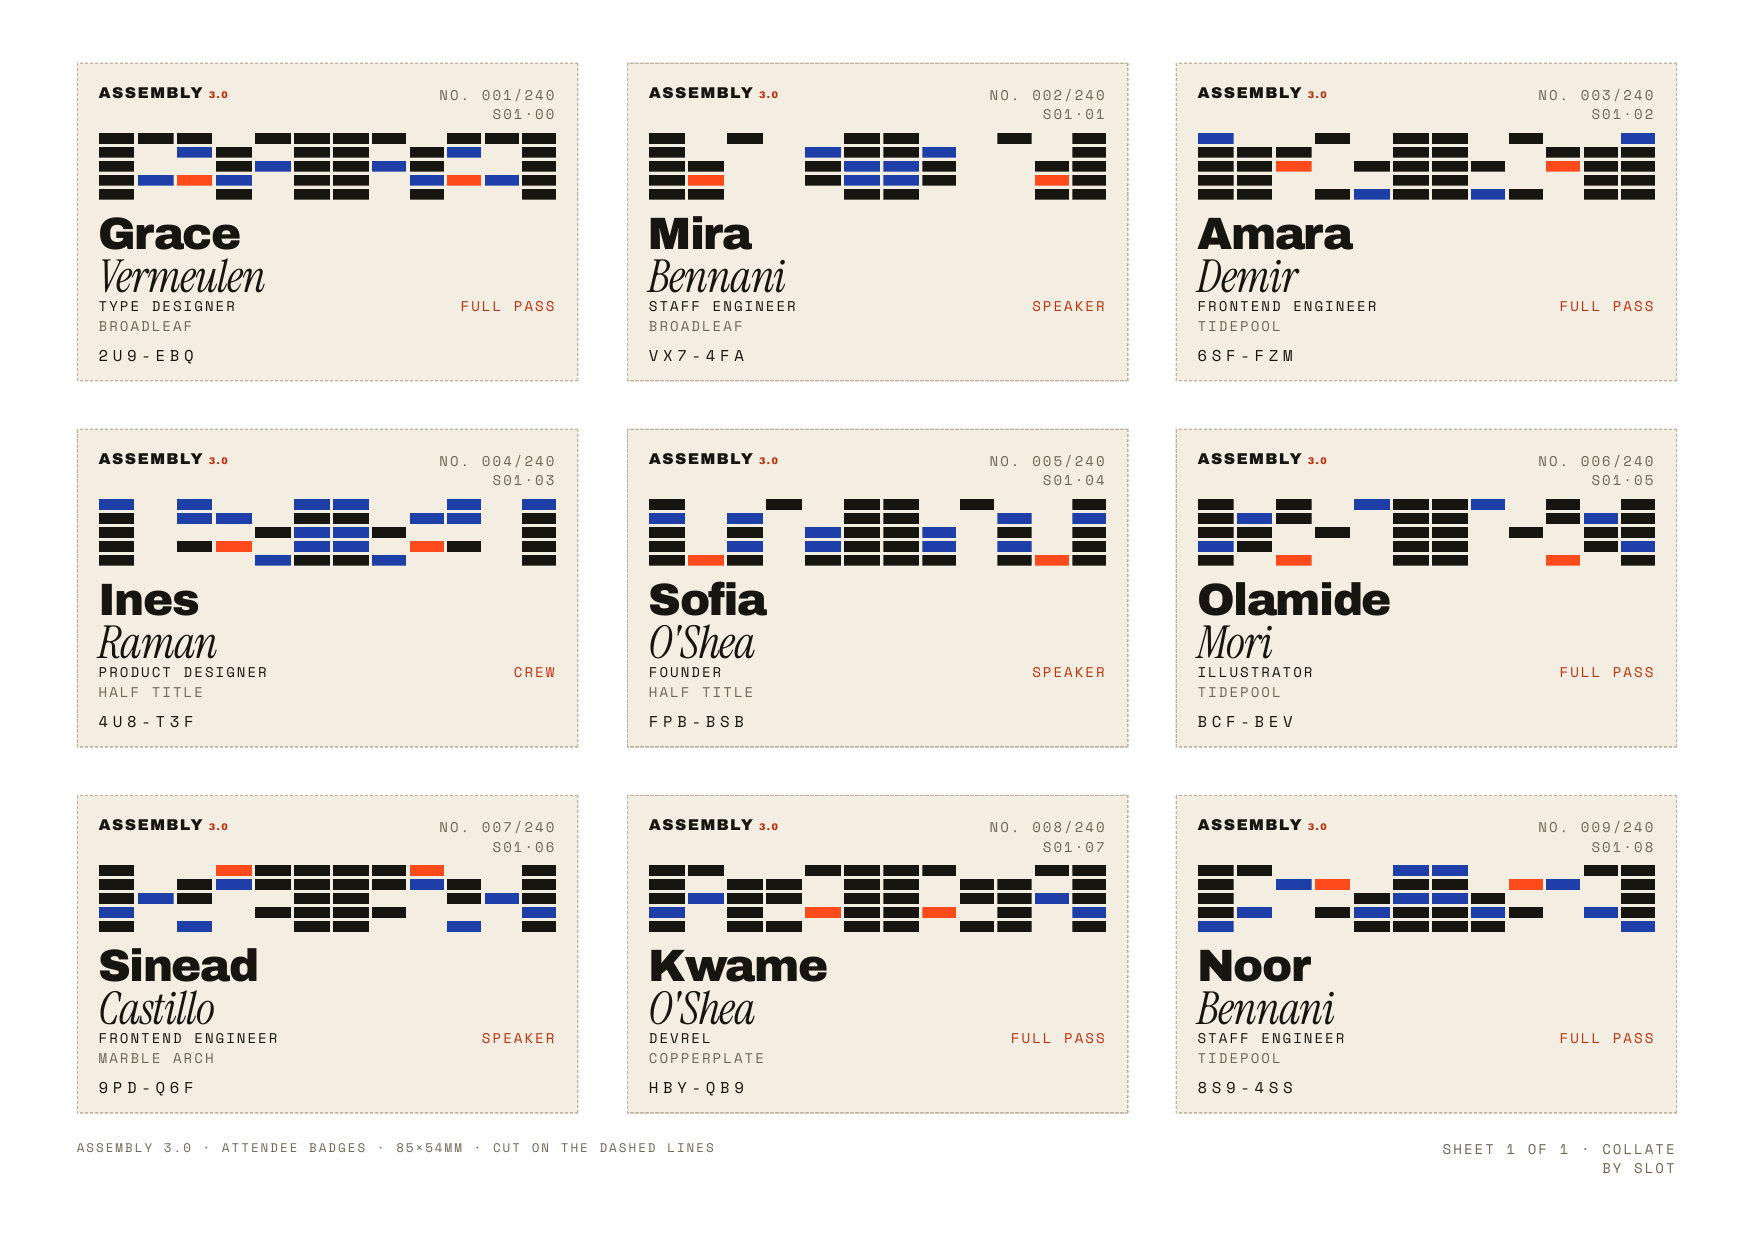 ASSEMBLY 3.0
NO. 001/240
S01·00
Grace
Vermeulen
TYPE DESIGNER
FULL PASS
BROADLEAF
2U9-EBQ
ASSEMBLY 3.0
NO. 002/240
S01·01
Mira
Bennani
STAFF ENGINEER
SPEAKER
BROADLEAF
VX7-4FA
ASSEMBLY 3.0
NO. 003/240
S01·02
Amara
Demir
FRONTEND ENGINEER
FULL PASS
TIDEPOOL
6SF-FZM
ASSEMBLY 3.0
NO. 004/240
S01·03
Ines
Raman
PRODUCT DESIGNER
CREW
HALF TITLE
4U8-T3F
ASSEMBLY 3.0
NO. 005/240
S01·04
Sofia
O'Shea
FOUNDER
SPEAKER
HALF TITLE
FPB-BSB
ASSEMBLY 3.0
NO. 006/240
S01·05
Olamide
Mori
ILLUSTRATOR
FULL PASS
TIDEPOOL
BCF-BEV
ASSEMBLY 3.0
NO. 007/240
S01·06
Sinead
Castillo
FRONTEND ENGINEER
SPEAKER
MARBLE ARCH
9PD-Q6F
ASSEMBLY 3.0
NO. 008/240
S01·07
Kwame
O'Shea
DEVREL
FULL PASS
COPPERPLATE
HBY-QB9
ASSEMBLY 3.0
NO. 009/240
S01·08
Noor
Bennani
STAFF ENGINEER
FULL PASS
TIDEPOOL
8S9-4SS
ASSEMBLY 3.0 · ATTENDEE BADGES · 85×54MM · CUT ON THE DASHED LINES
SHEET 1 OF 1 · COLLATE
BY SLOT